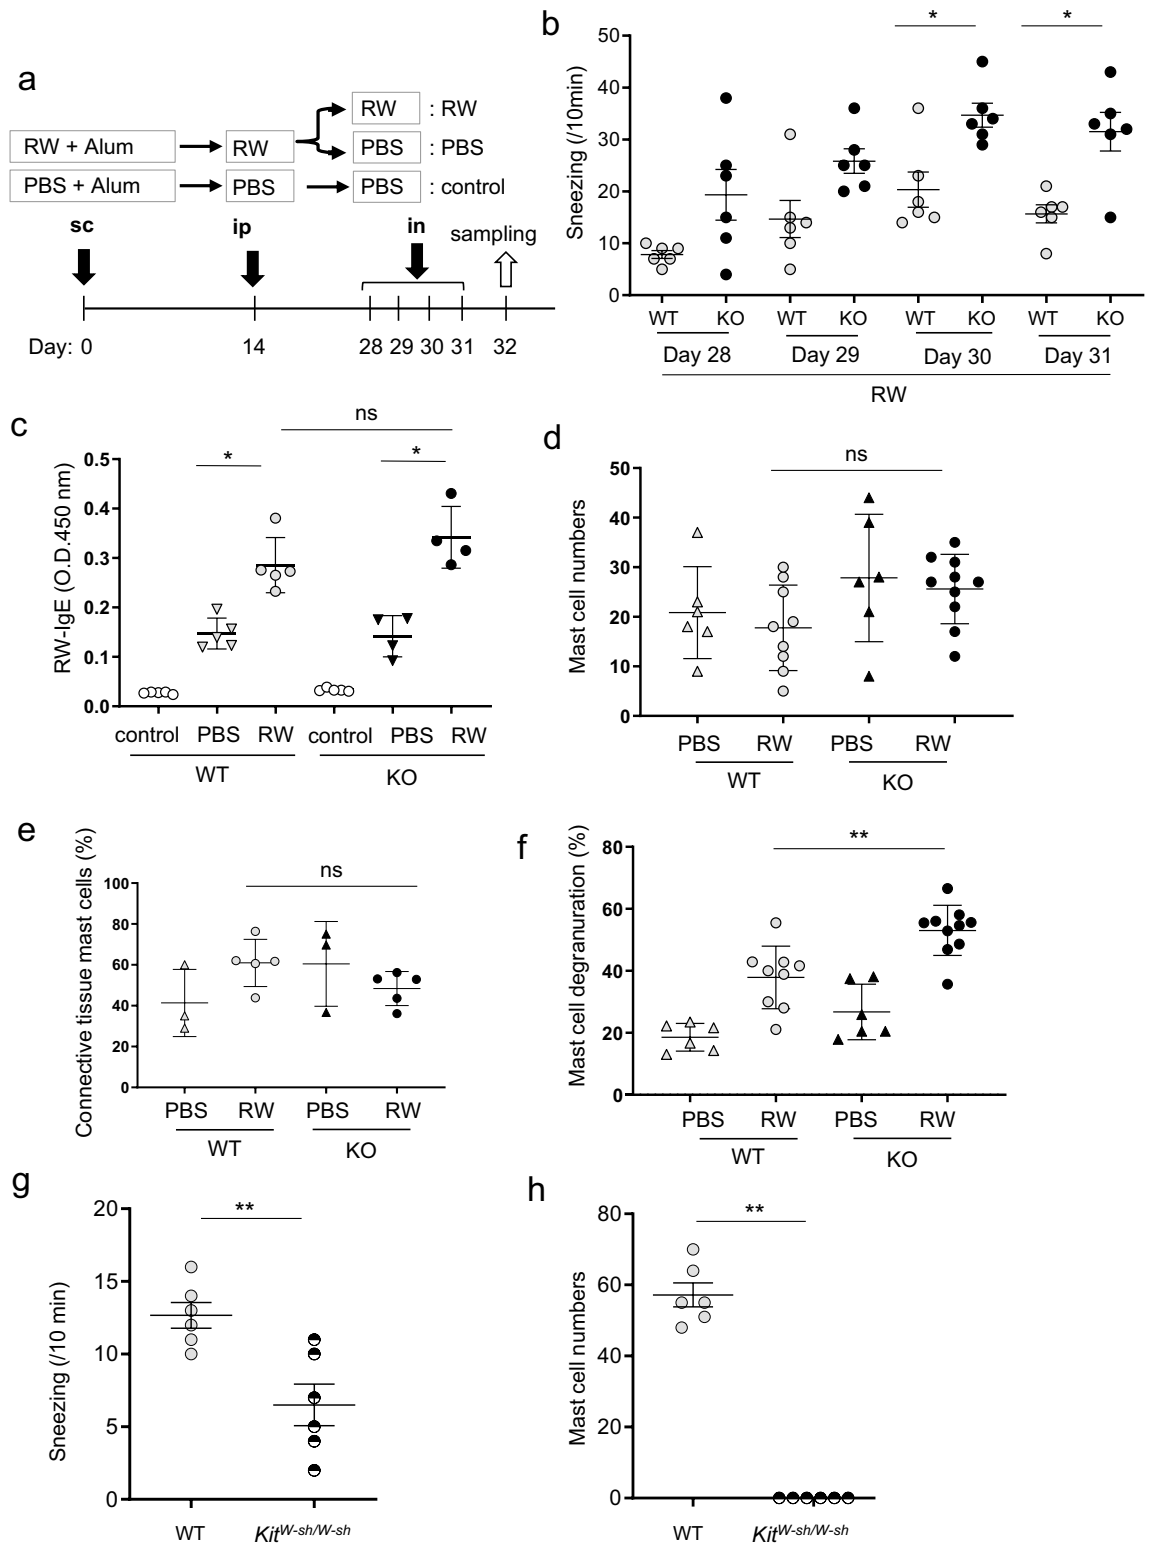 a
RW + Alum
RW
RW
: RW
PBS
: PBS
PBS + Alum
PBS
PBS
: control
sc
ip
in
sampling
Day: 0
14
28 29 30 31
32
b
Sneezing (/10min)
50
40
30
20
10
0
*
*
WT KO WT KO WT KO WT KO
Day 28 Day 29 Day 30 Day 31
RW
c
RW-IgE (O.D.450 nm)
0.5
0.4
0.3
0.2
0.1
0.0
ns
*
*
control PBS RW control PBS RW
WT KO
d
Mast cell numbers
50
40
30
20
10
0
ns
PBS RW PBS RW
WT KO
e
Connective tissue mast cells (%)
100
80
60
40
20
0
ns
PBS RW PBS RW
WT KO
f
Mast cell degranuration (%)
80
60
40
20
0
**
PBS RW PBS RW
WT KO
g
Sneezing (/10 min)
20
15
10
5
0
**
WT KitW-sh/W-sh
h
Mast cell numbers
80
60
40
20
0
**
WT KitW-sh/W-sh